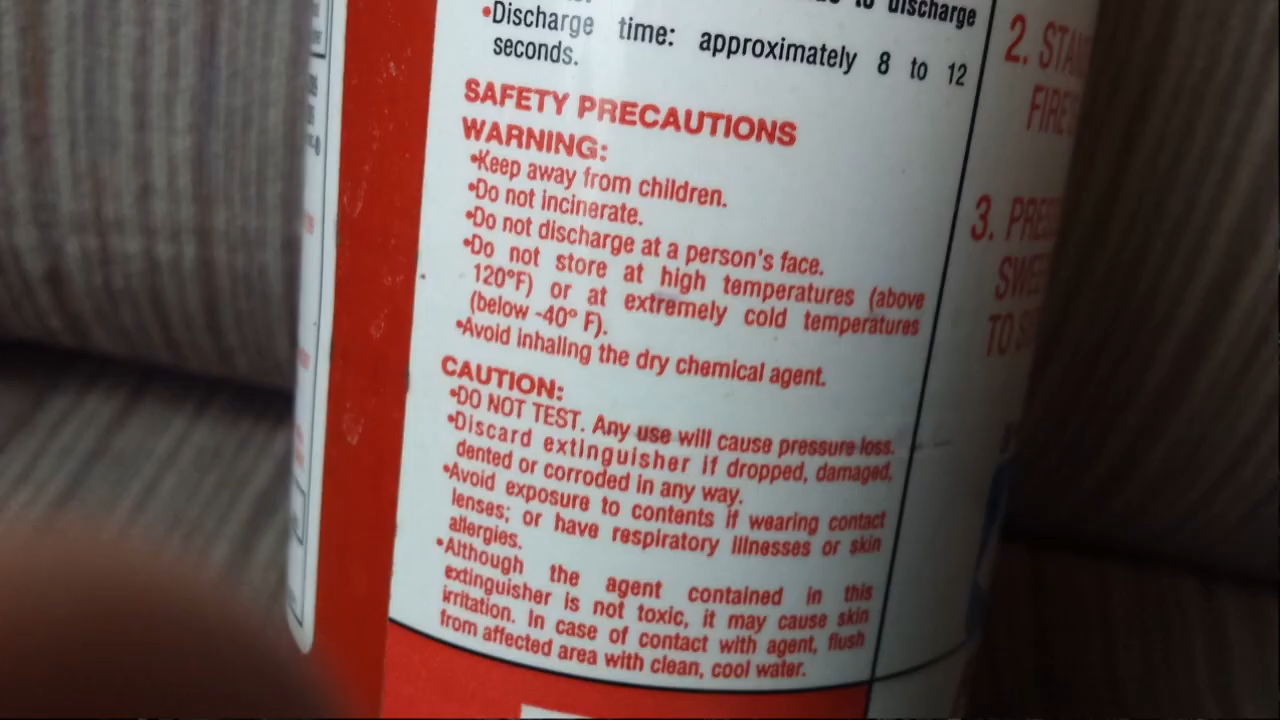 to discharge
•Discharge time: approximately 8 to 12
seconds.
SAFETY PRECAUTIONS
WARNING:
•Keep away from children.
•Do not incinerate.
•Do not discharge at a person's face.
•Do not store at high temperatures (above
120°F) or at extremely cold temperatures
(below -40° F).
•Avoid inhaling the dry chemical agent.
CAUTION:
•DO NOT TEST. Any use will cause pressure loss.
•Discard extinguisher if dropped, damaged,
dented or corroded in any way.
•Avoid exposure to contents if wearing contact
lenses; or have respiratory illnesses or skin
allergies.
•Although the agent contained in this
extinguisher is not toxic, it may cause skin
irritation. In case of contact with agent, flush
from affected area with clean, cool water.
2.
FIRE
3.
TO